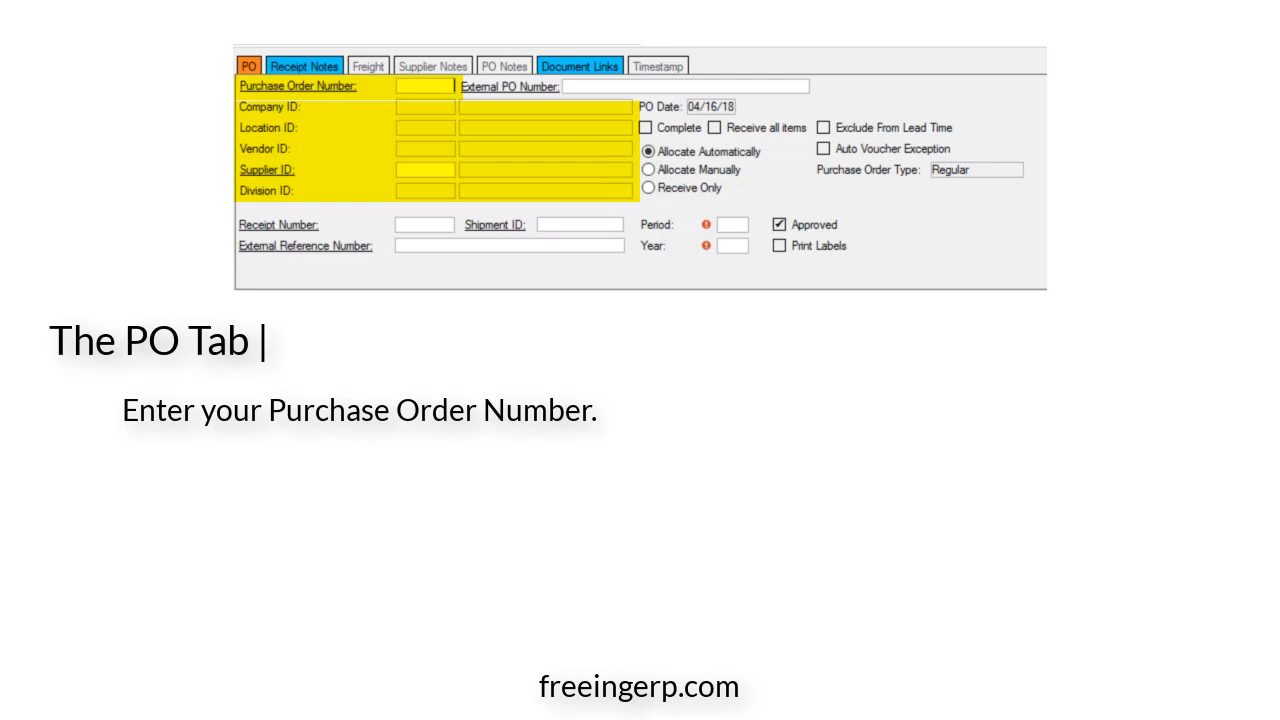 PO Receipt Notes Freight Supplier Notes PO Notes Document Links Timestamp
Purchase Order Number: External PO Number:
Company ID: PO Date: 04/16/18
Location ID: Complete Receive all items Exclude From Lead Time
Vendor ID: Allocate Automatically Auto Voucher Exception
Supplier ID: Allocate Manually Purchase Order Type: Regular
Division ID: Receive Only
Receipt Number: Shipment ID: Period: Approved
External Reference Number: Year: Print Labels
The PO Tab |
Enter your Purchase Order Number.
freeingerp.com